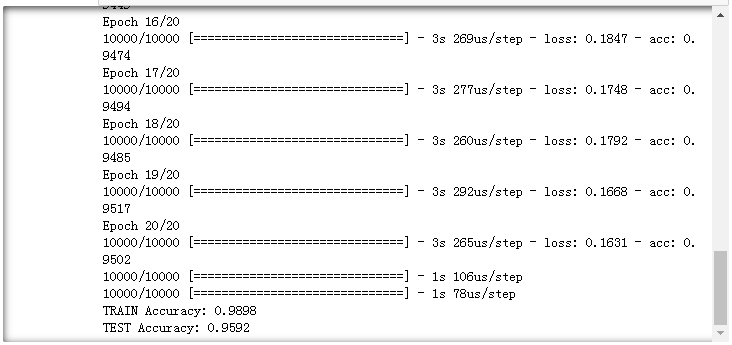 Epoch 16/20
10000/10000 [==============================] - 3s 269us/step - loss: 0.1847 - acc: 0.
9474
Epoch 17/20
10000/10000 [==============================] - 3s 277us/step - loss: 0.1748 - acc: 0.
9494
Epoch 18/20
10000/10000 [==============================] - 3s 260us/step - loss: 0.1792 - acc: 0.
9485
Epoch 19/20
10000/10000 [==============================] - 3s 292us/step - loss: 0.1668 - acc: 0.
9517
Epoch 20/20
10000/10000 [==============================] - 3s 265us/step - loss: 0.1631 - acc: 0.
9502
10000/10000 [==============================] - 1s 106us/step
10000/10000 [==============================] - 1s 78us/step
TRAIN Accuracy: 0.9898
TEST Accuracy: 0.9592